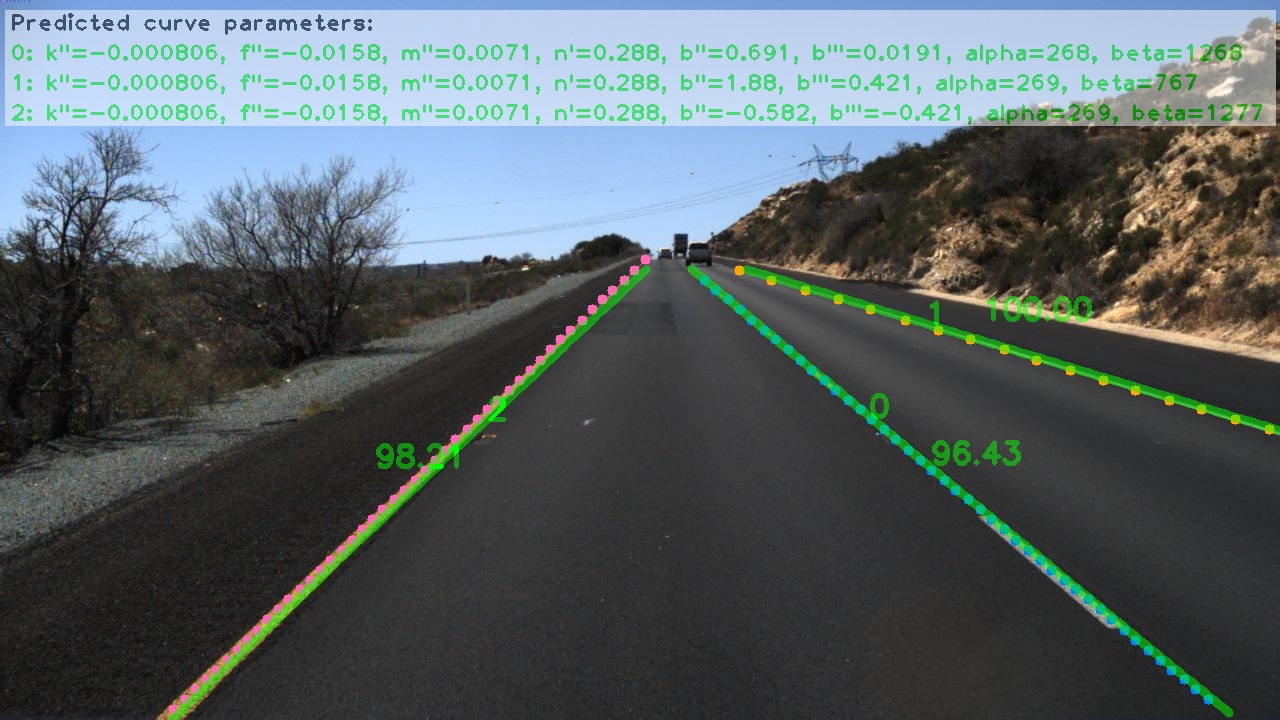 Predicted curve parameters:
0: k''=-0.000806, f''=-0.0158, m''=0.0071, n'=0.288, b''=0.691, b'''=0.0191, alpha=268, beta=1268
1: k''=-0.000806, f''=-0.0158, m''=0.0071, n'=0.288, b''=1.88, b'''=0.421, alpha=269, beta=767
2: k''=-0.000806, f''=-0.0158, m''=0.0071, n'=0.288, b''=-0.582, b'''=-0.421, alpha=269, beta=1277
1 100.00
2 0
98.21 96.43